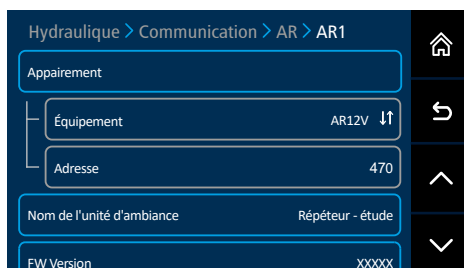 Hydraulique > Communication > AR > AR1
Appairement
Équipement AR12V
Adresse 470
Nom de l'unité d'ambiance Répéteur - étude
FW Version XXXXX